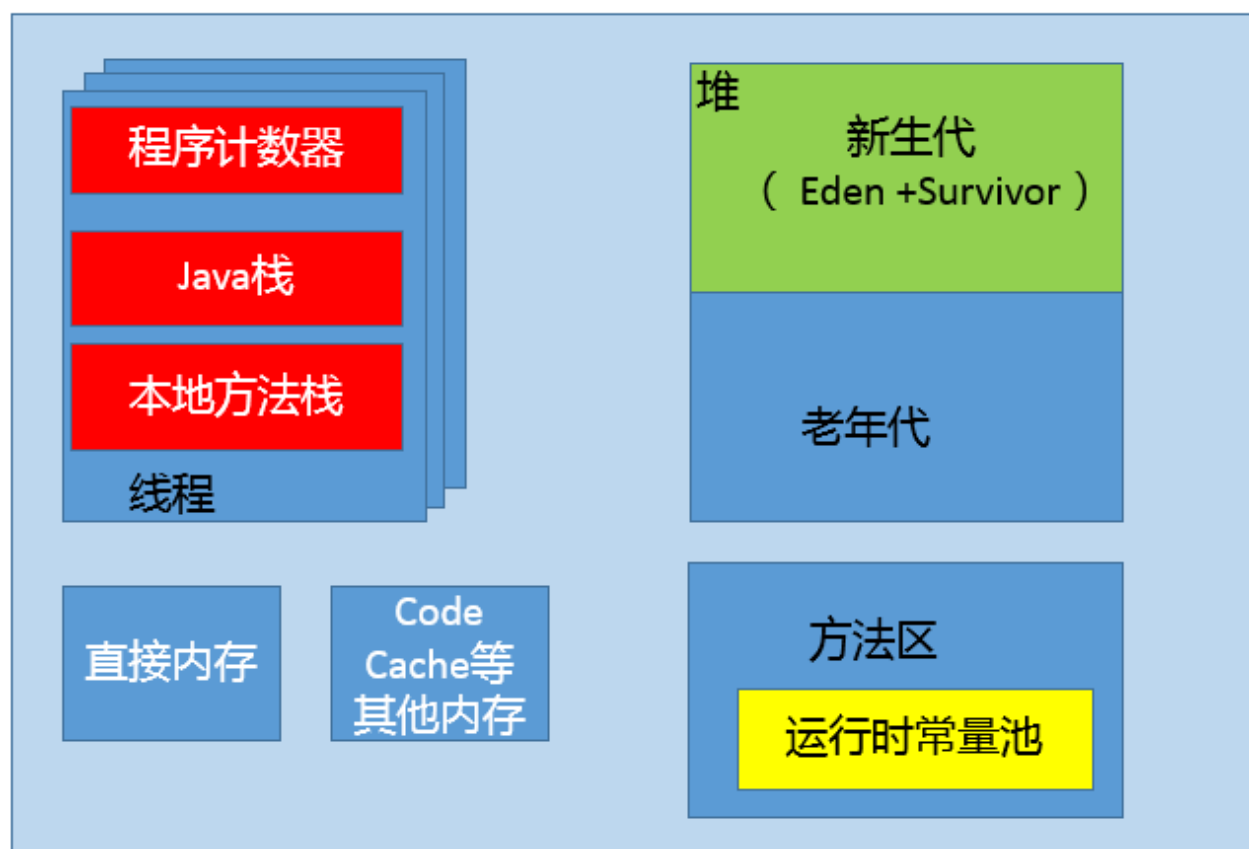 程序计数器
Java栈
本地方法栈
线程
堆
新生代
（ Eden +Survivor ）
老年代
直接内存
Code
Cache等
其他内存
方法区
运行时常量池